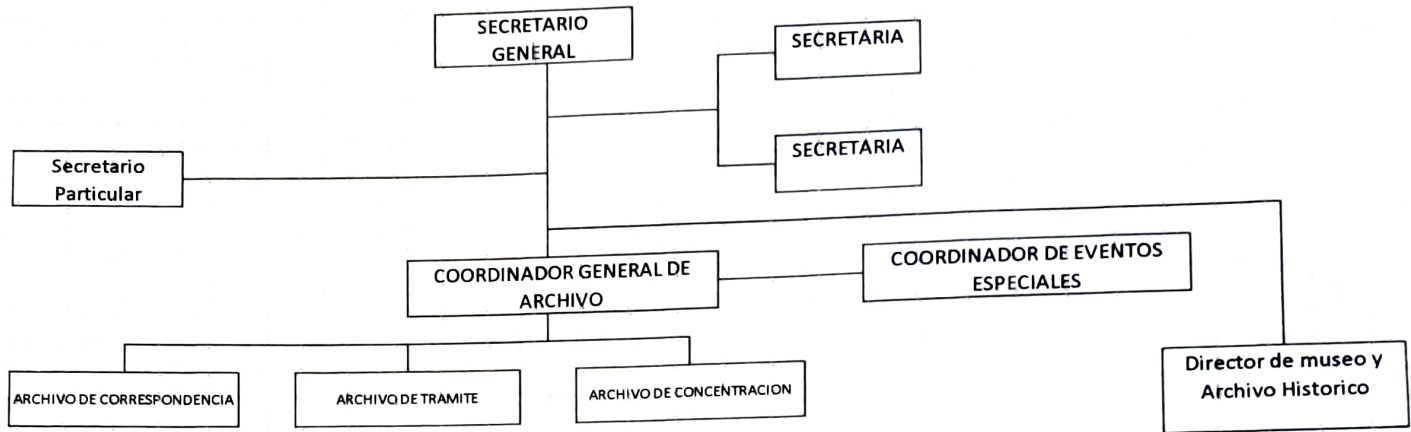 SECRETARIO
GENERAL
SECRETARIA
SECRETARIA
Secretario
Particular
COORDINADOR GENERAL DE
ARCHIVO
COORDINADOR DE EVENTOS
ESPECIALES
Director de museo y
Archivo Historico
ARCHIVO DE CORRESPONDENCIA
ARCHIVO DE TRAMITE
ARCHIVO DE CONCENTRACION